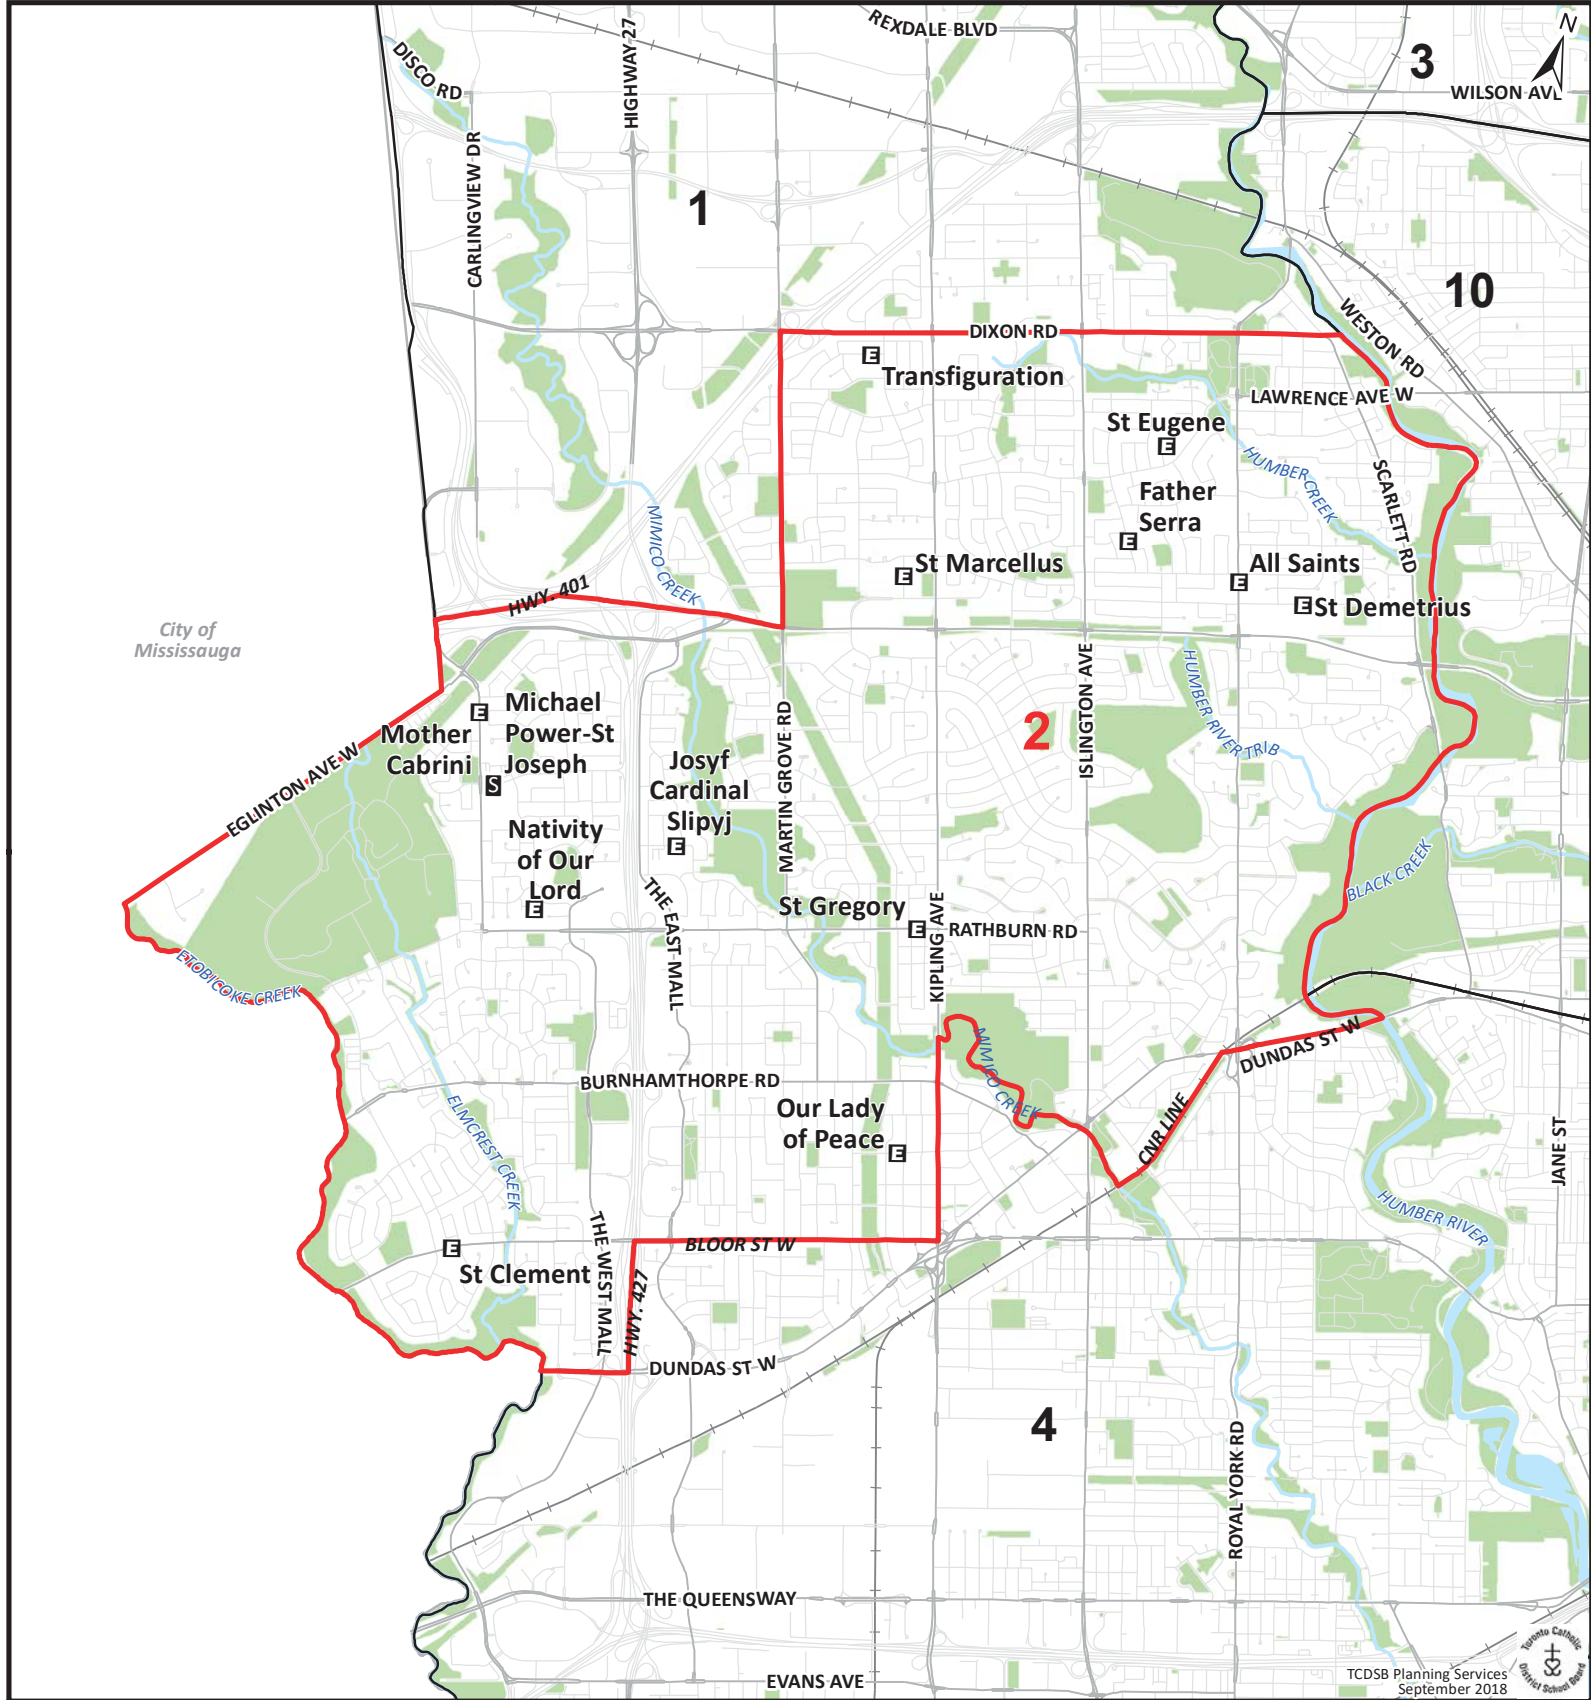 REXDALE BLVD
N
3
WILSON AVE
DISCO RD
HIGHWAY 27
CARLINGVIEW DR
1
10
WESTON RD
DIXON RD
Transfiguration
LAWRENCE AVE W
St Eugene
HUMBER CREEK
SCARLETT RD
Father
Serra
MIMICO CREEK
St Marcellus
All Saints
HWY. 401
St Demetrius
City of
Mississauga
ISLINGTON AVE
HUMBER RIVER TRIB
Michael
Power-St
Joseph
Mother
Cabrini
MARTIN GROVE RD
2
Josyf
Cardinal
Slipyj
EGLINTON AVE W
Nativity
of Our
Lord
BLACK CREEK
THE EAST MALL
St Gregory
KIPLING AVE
RATHBURN RD
ETOBICOKE CREEK
MIMICO CREEK
DUNDAS ST W
BURNHAMTHORPE RD
Our Lady
of Peace
ELMCREST CREEK
CNR LINE
JANE ST
HUMBER RIVER
THE WEST MALL
BLOOR ST W
St Clement
HWY. 427
DUNDAS ST W
4
ROYAL YORK RD
THE QUEENSWAY
EVANS AVE
TCDSB Planning Services
September 2018
Toronto Catholic
District School Board
E
E
E
E
E
E
E
S
E
E
E
E
E